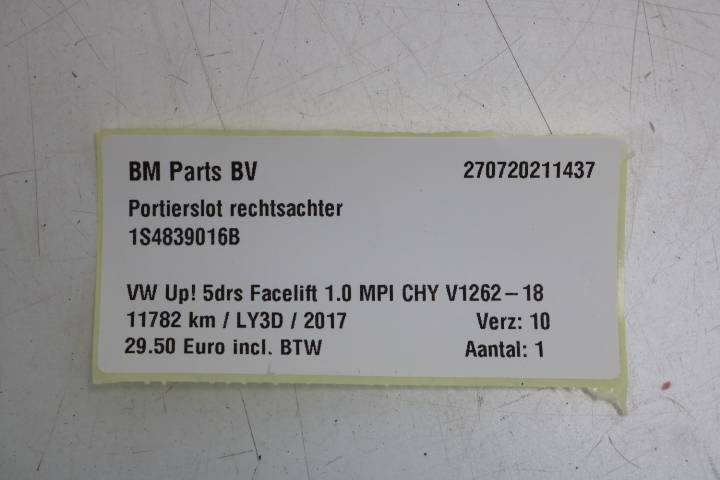 BM Parts BV 270720211437
Portierslot rechtsachter
1S4839016B
VW Up! 5drs Facelift 1.0 MPI CHY V1262-18
11782 km / LY3D / 2017 Verz: 10
29.50 Euro incl. BTW Aantal: 1